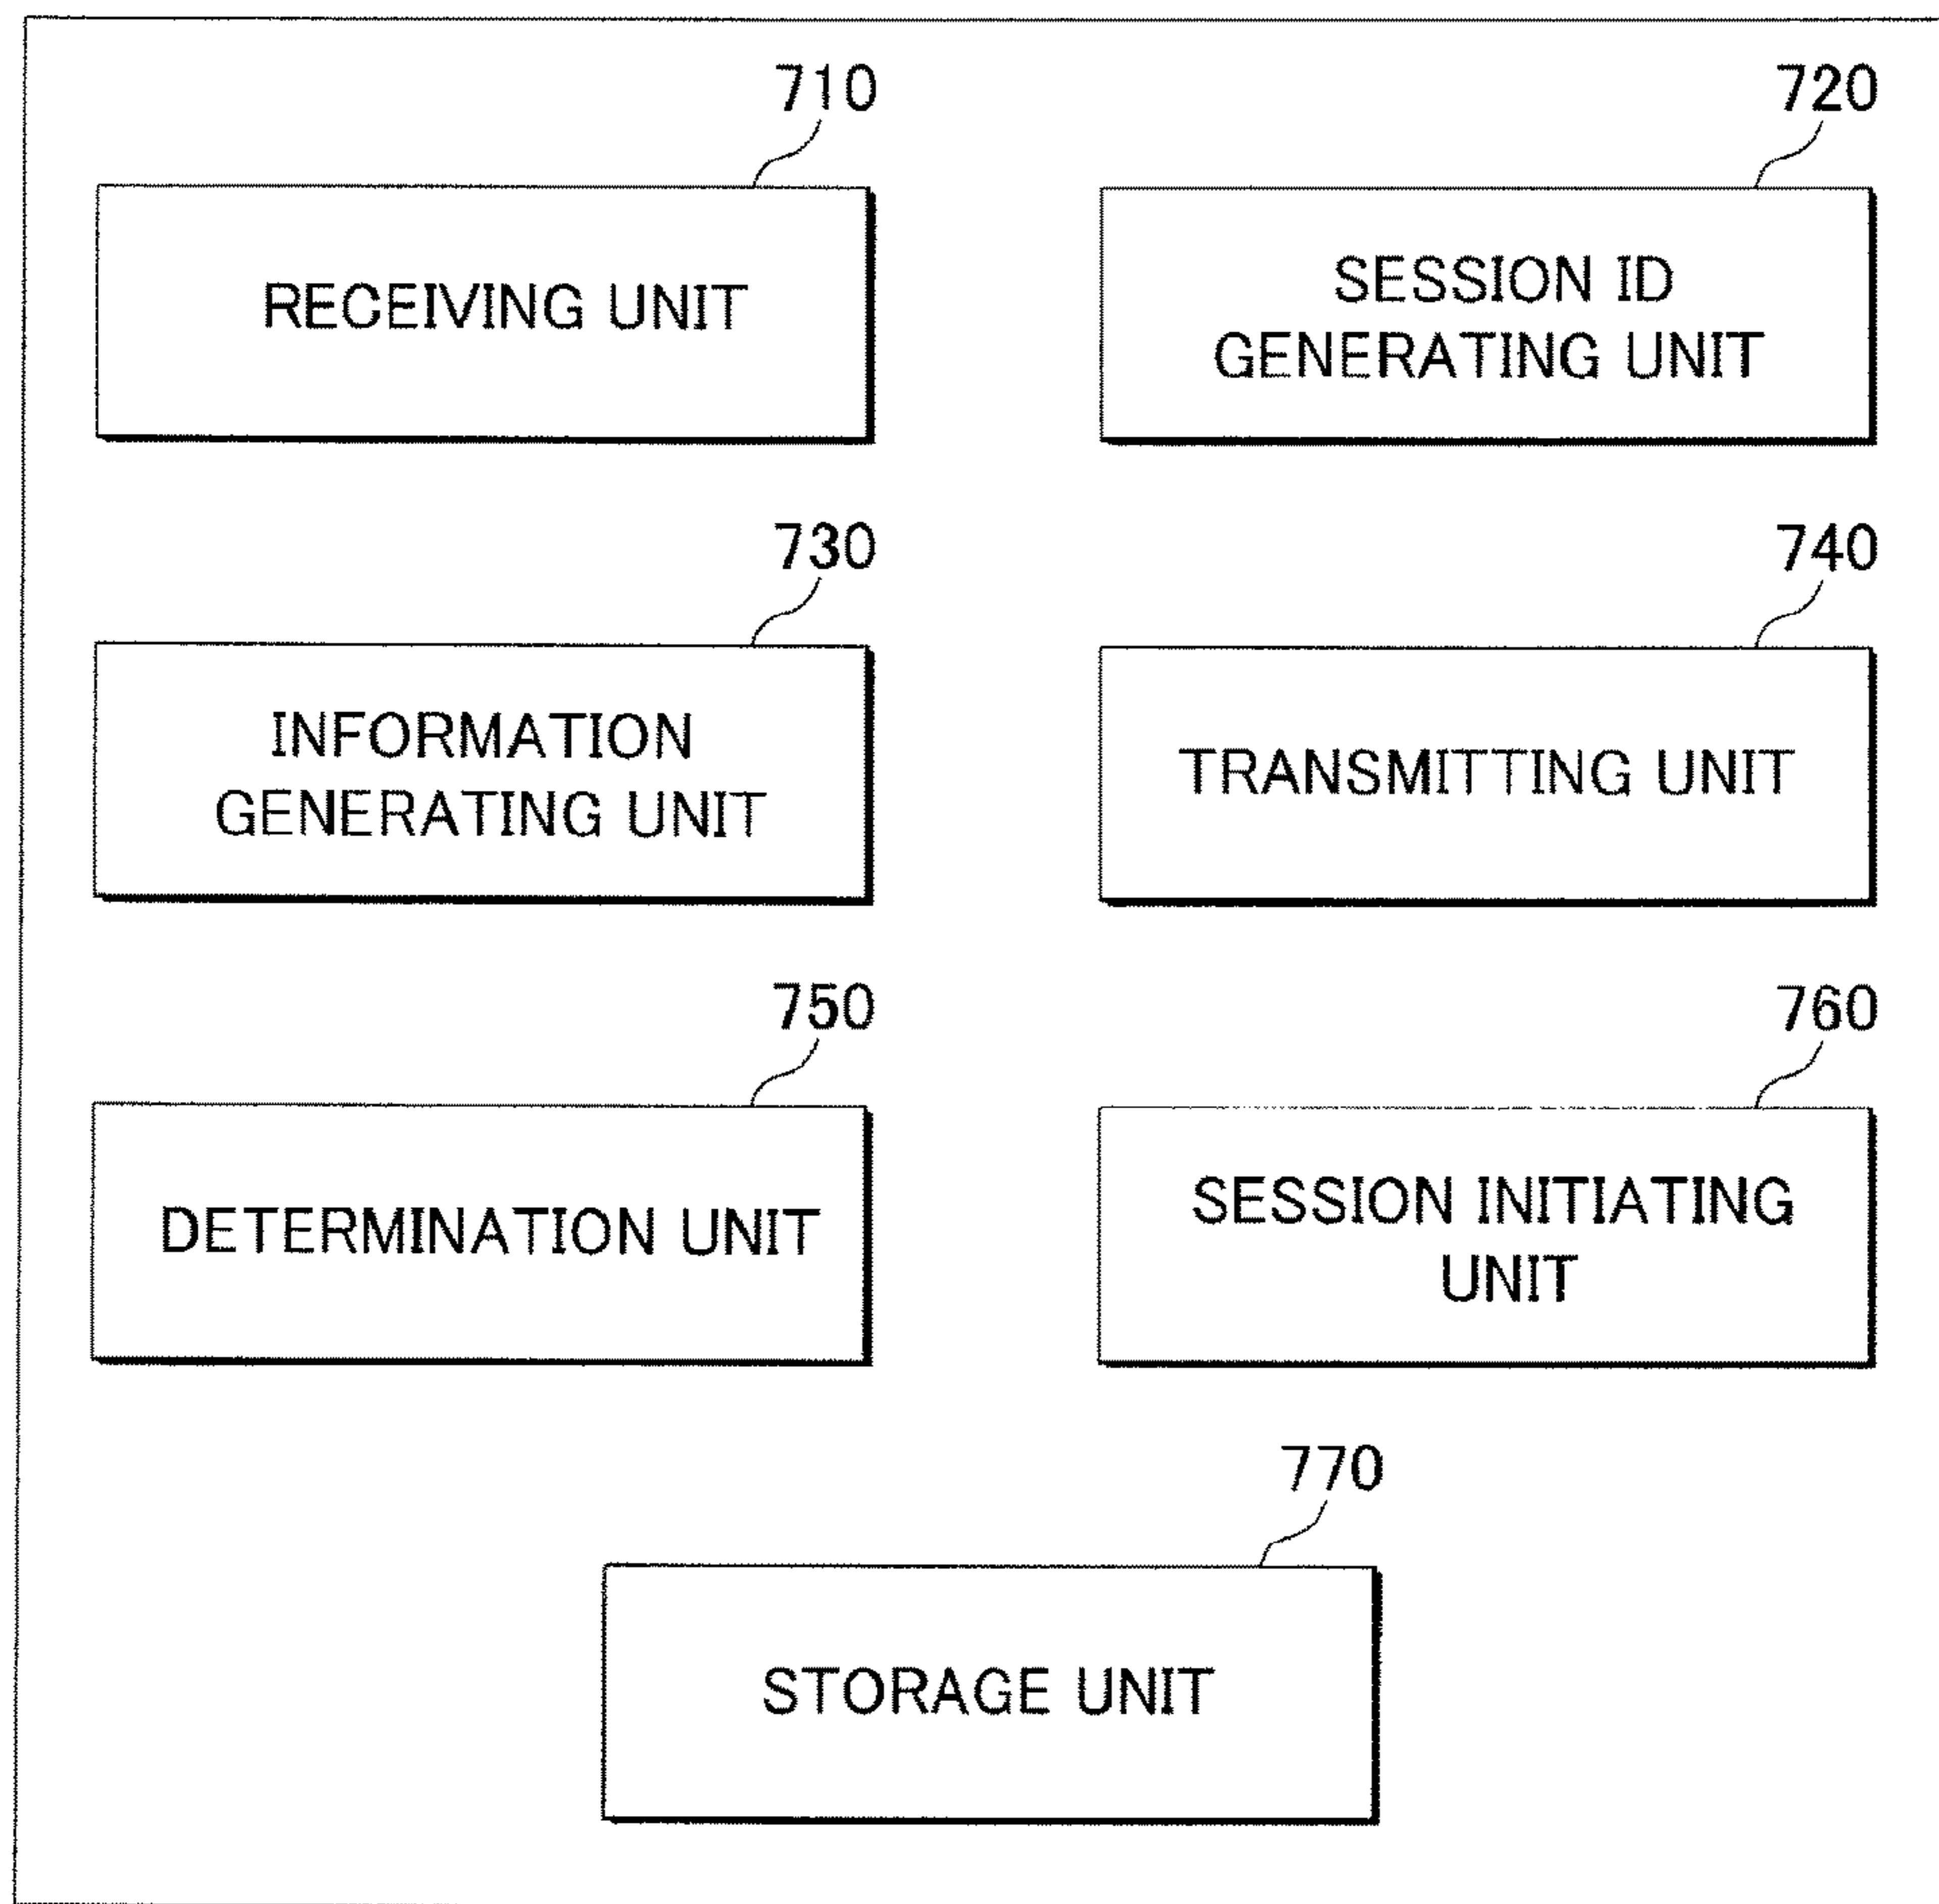 710
720
RECEIVING UNIT
SESSION ID
GENERATING UNIT
730
740
INFORMATION
GENERATING UNIT
TRANSMITTING UNIT
750
760
DETERMINATION UNIT
SESSION INITIATING
UNIT
770
STORAGE UNIT